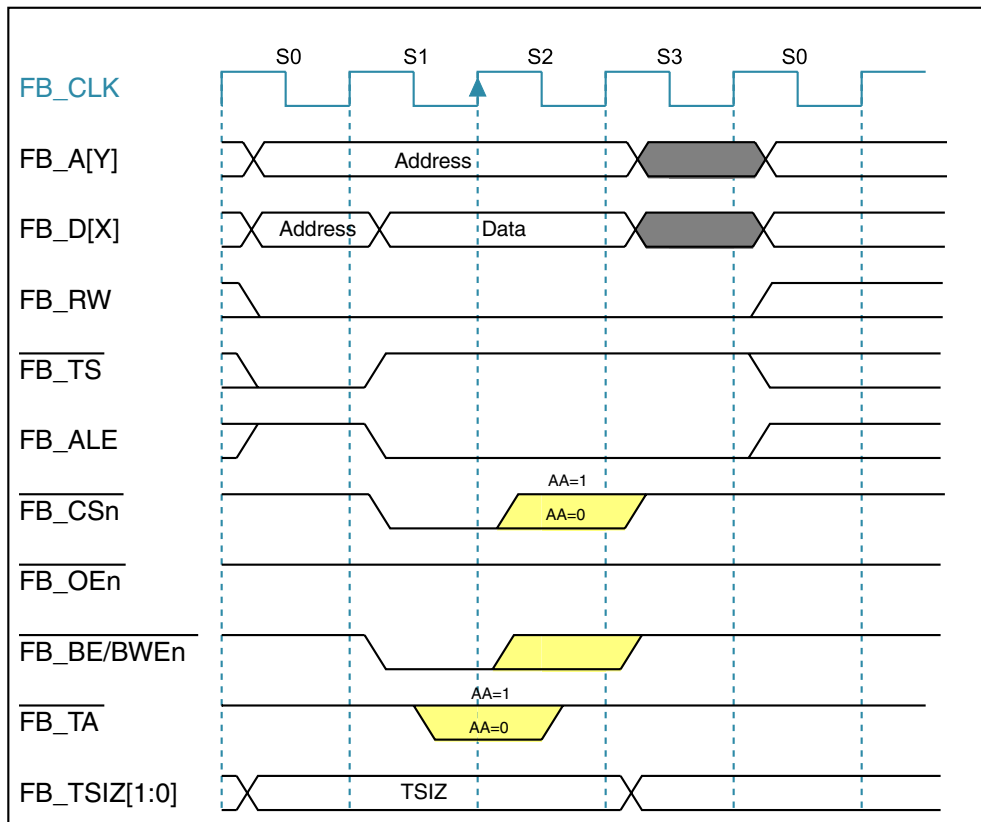 S0 S1 S2 S3 S0
FB_CLK
FB_A[Y] Address
FB_D[X] Address Data
FB_RW
FB_TS
FB_ALE
AA=1
FB_CSn AA=0
FB_OEn
FB_BE/BWEn
AA=1
FB_TA AA=0
FB_TSIZ[1:0] TSIZ